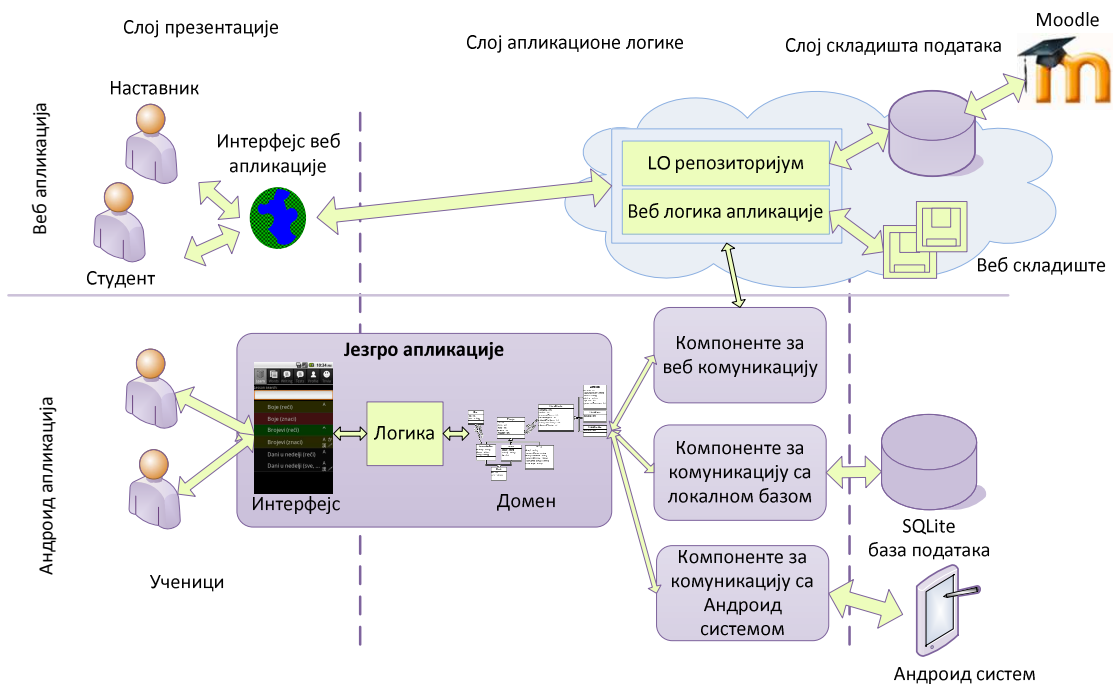 Слој презентације
Слој апликационе логике
Слој складишта података
Moodle
Веб апликација
Наставник
Интерфејс веб
апликације
Студент
LO репозиторијум
Веб логика апликације
Веб складиште
Андроид апликација
Језгро апликације
Boje (reči)
Boje (znaci)
Brojevi (reči)
Brojevi (znaci)
Dani u nedelji (reči)
Dani u nedelji (sve, ...
Интерфејс
Логика
Домен
Ученици
Компоненте за
веб комуникацију
Компоненте за
комуникацију са
локалном базом
SQLite
база података
Компоненте за
комуникацију са
Андроид
системом
Андроид систем